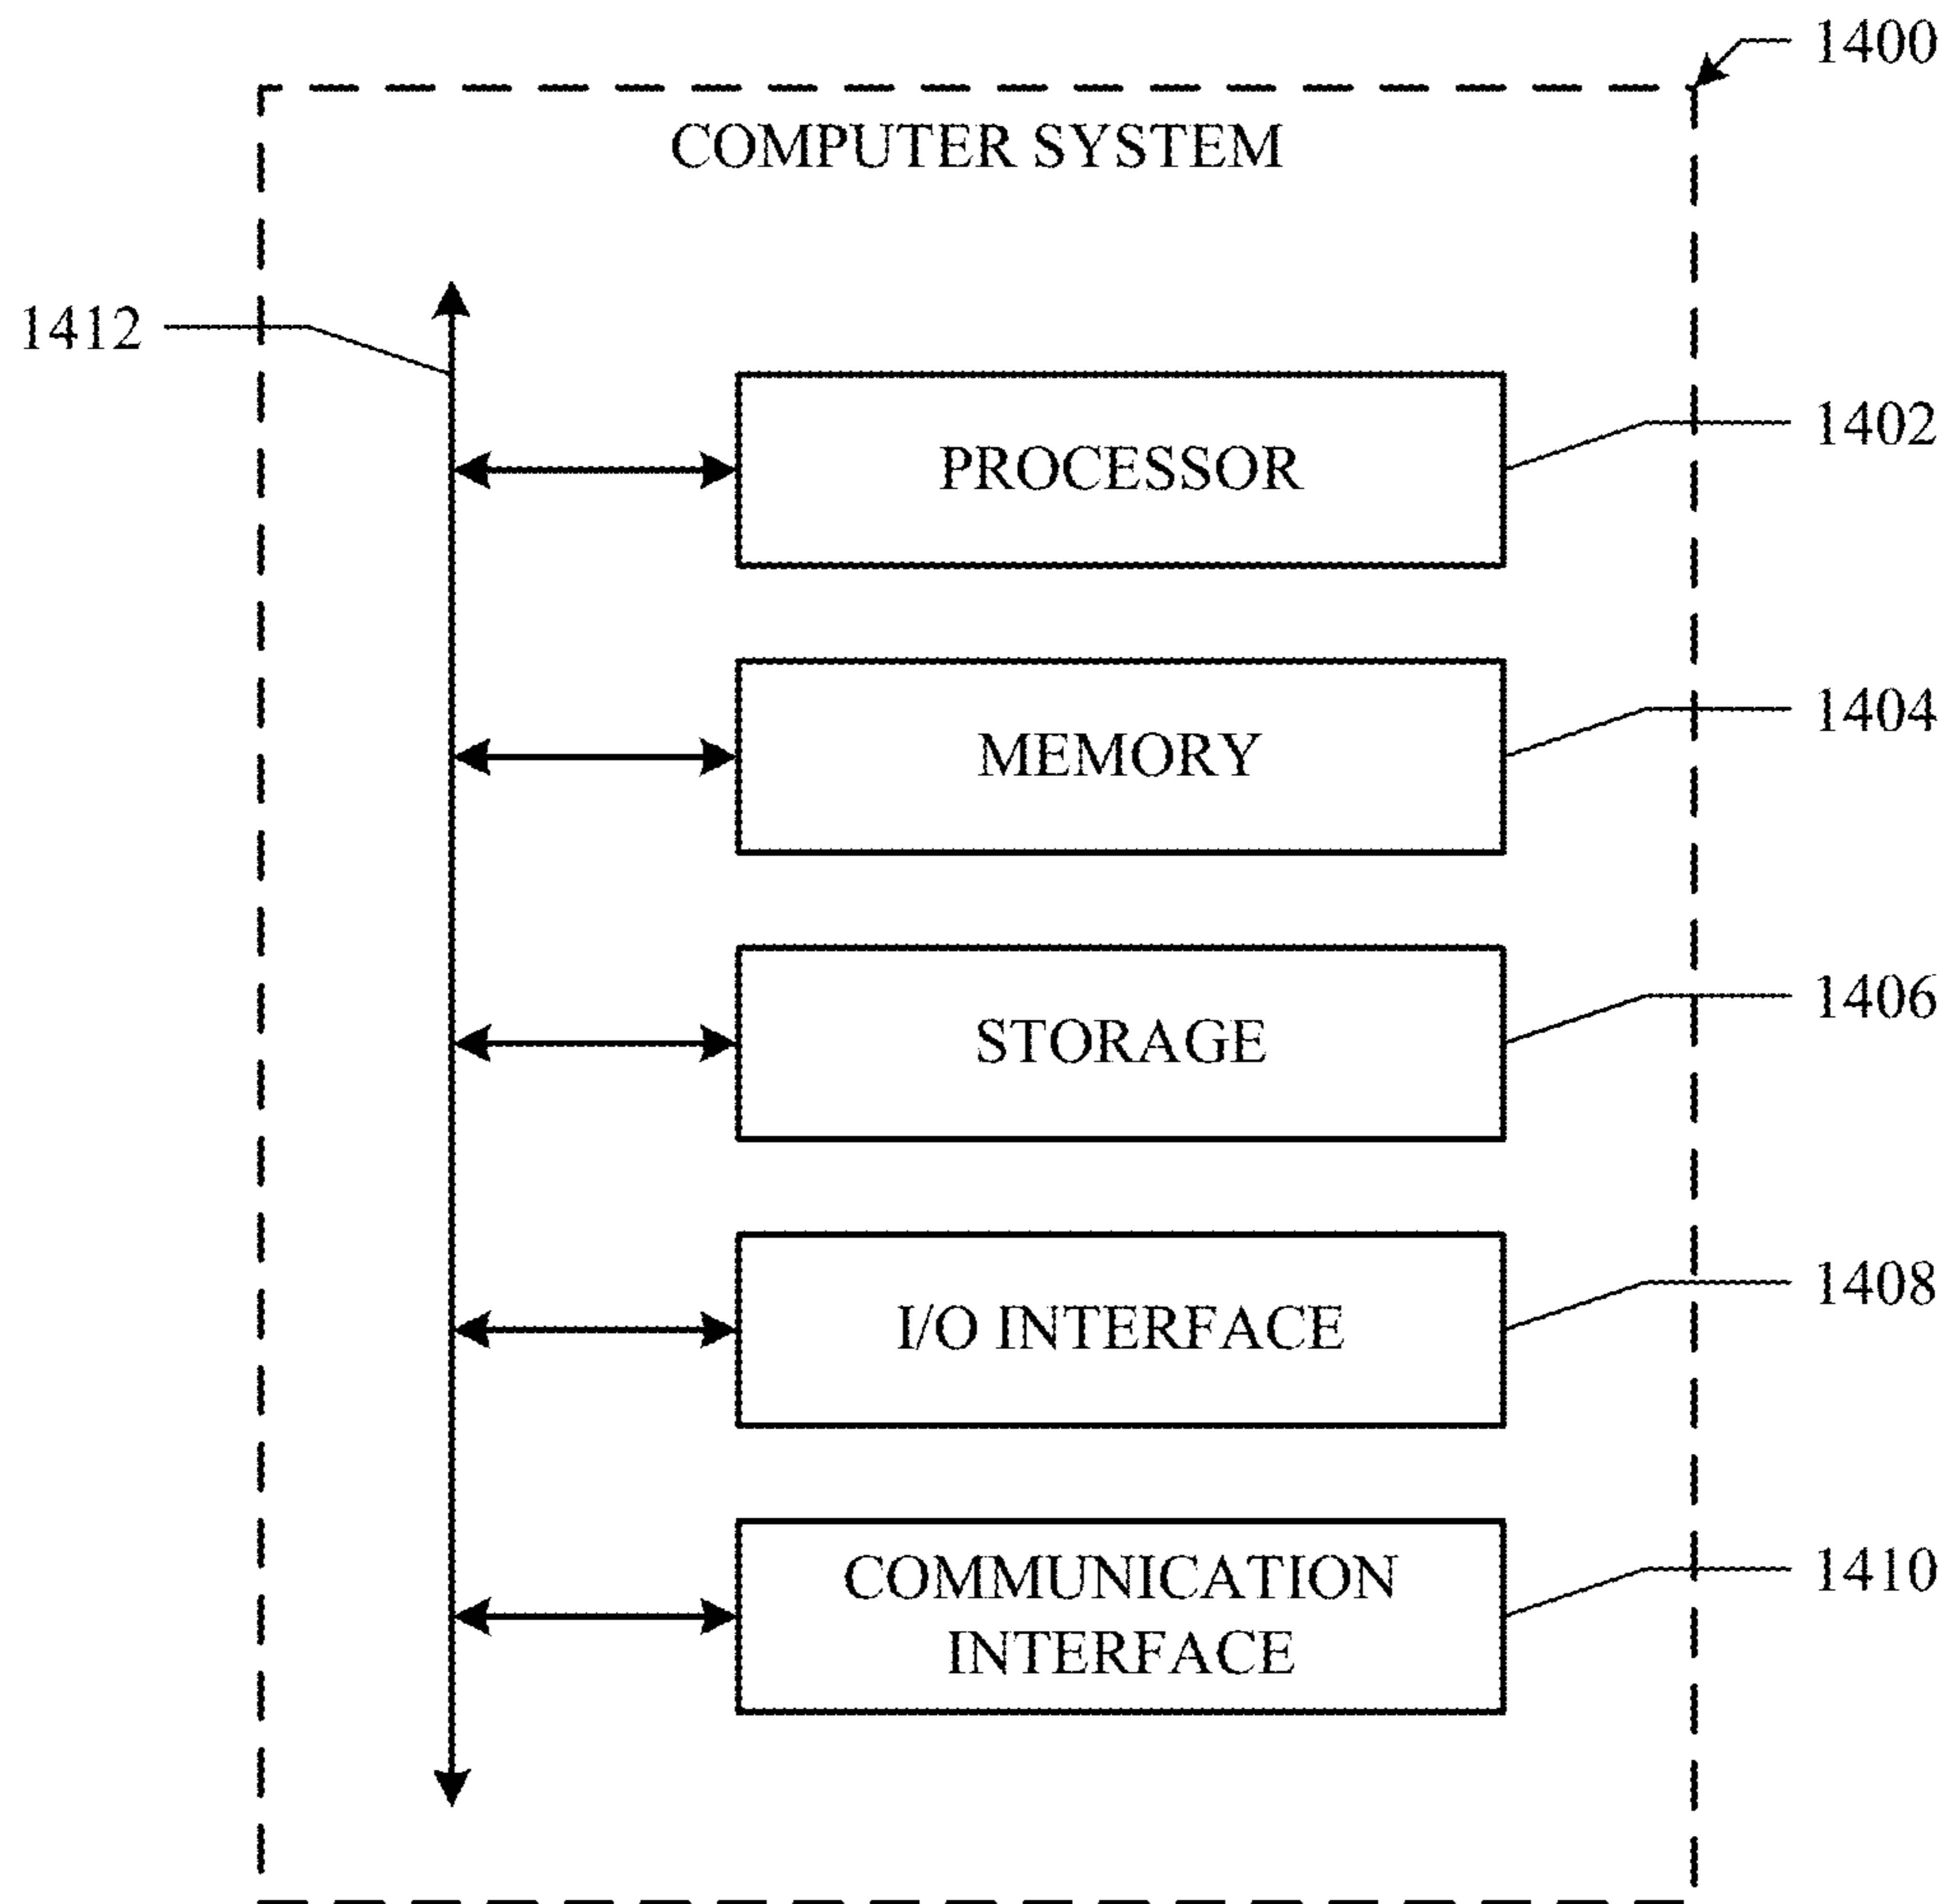 1400
COMPUTER SYSTEM
1412
1402
PROCESSOR
1404
MEMORY
1406
STORAGE
1408
I/O INTERFACE
1410
COMMUNICATION
INTERFACE